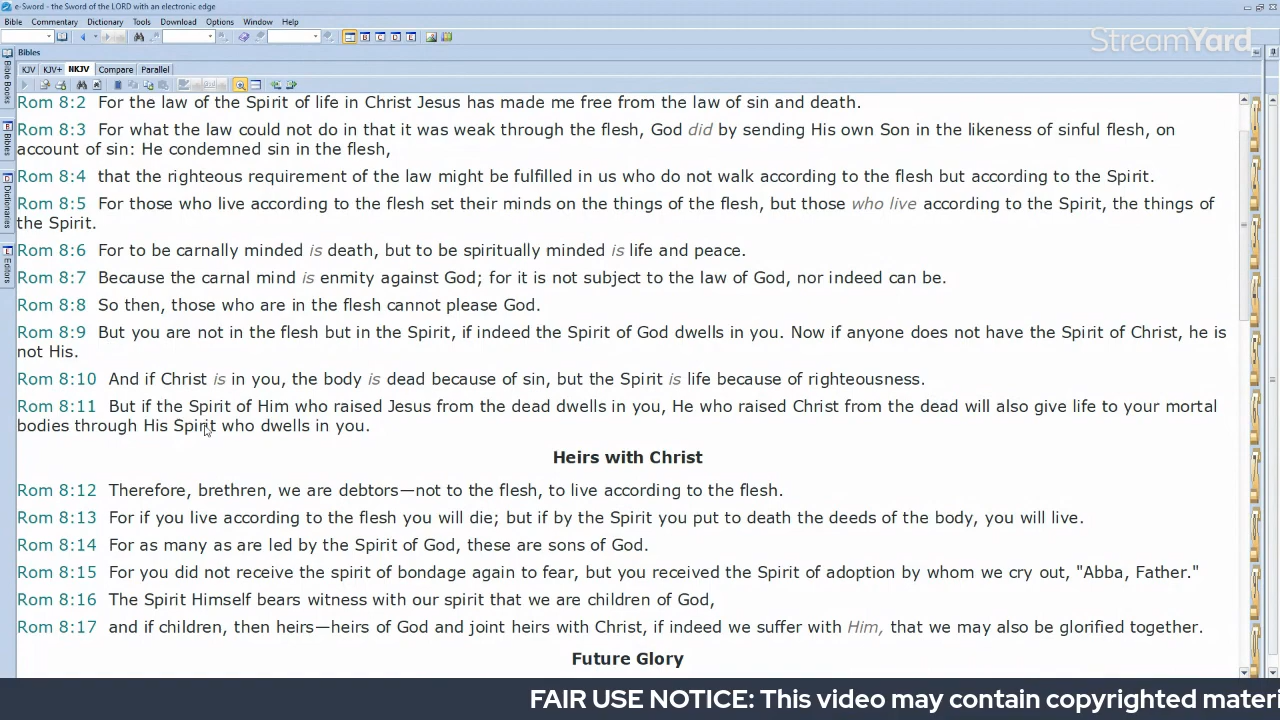 e-Sword - the Sword of the LORD with an electronic edge
Bible Commentary Dictionary Tools Download Options Window Help
StreamYard
Bibles
KJV KJV+ NKJV Compare Parallel
Bible Books
Bibles
Dictionaries
Editors
Rom 8:2 For the law of the Spirit of life in Christ Jesus has made me free from the law of sin and death.
Rom 8:3 For what the law could not do in that it was weak through the flesh, God did by sending His own Son in the likeness of sinful flesh, on
account of sin: He condemned sin in the flesh,
Rom 8:4 that the righteous requirement of the law might be fulfilled in us who do not walk according to the flesh but according to the Spirit.
Rom 8:5 For those who live according to the flesh set their minds on the things of the flesh, but those who live according to the Spirit, the things of
the Spirit.
Rom 8:6 For to be carnally minded is death, but to be spiritually minded is life and peace.
Rom 8:7 Because the carnal mind is enmity against God; for it is not subject to the law of God, nor indeed can be.
Rom 8:8 So then, those who are in the flesh cannot please God.
Rom 8:9 But you are not in the flesh but in the Spirit, if indeed the Spirit of God dwells in you. Now if anyone does not have the Spirit of Christ, he is
not His.
Rom 8:10 And if Christ is in you, the body is dead because of sin, but the Spirit is life because of righteousness.
Rom 8:11 But if the Spirit of Him who raised Jesus from the dead dwells in you, He who raised Christ from the dead will also give life to your mortal
bodies through His Spirit who dwells in you.
Heirs with Christ
Rom 8:12 Therefore, brethren, we are debtors—not to the flesh, to live according to the flesh.
Rom 8:13 For if you live according to the flesh you will die; but if by the Spirit you put to death the deeds of the body, you will live.
Rom 8:14 For as many as are led by the Spirit of God, these are sons of God.
Rom 8:15 For you did not receive the spirit of bondage again to fear, but you received the Spirit of adoption by whom we cry out, "Abba, Father."
Rom 8:16 The Spirit Himself bears witness with our spirit that we are children of God,
Rom 8:17 and if children, then heirs—heirs of God and joint heirs with Christ, if indeed we suffer with Him, that we may also be glorified together.
Future Glory
FAIR USE NOTICE: This video may contain copyrighted mater